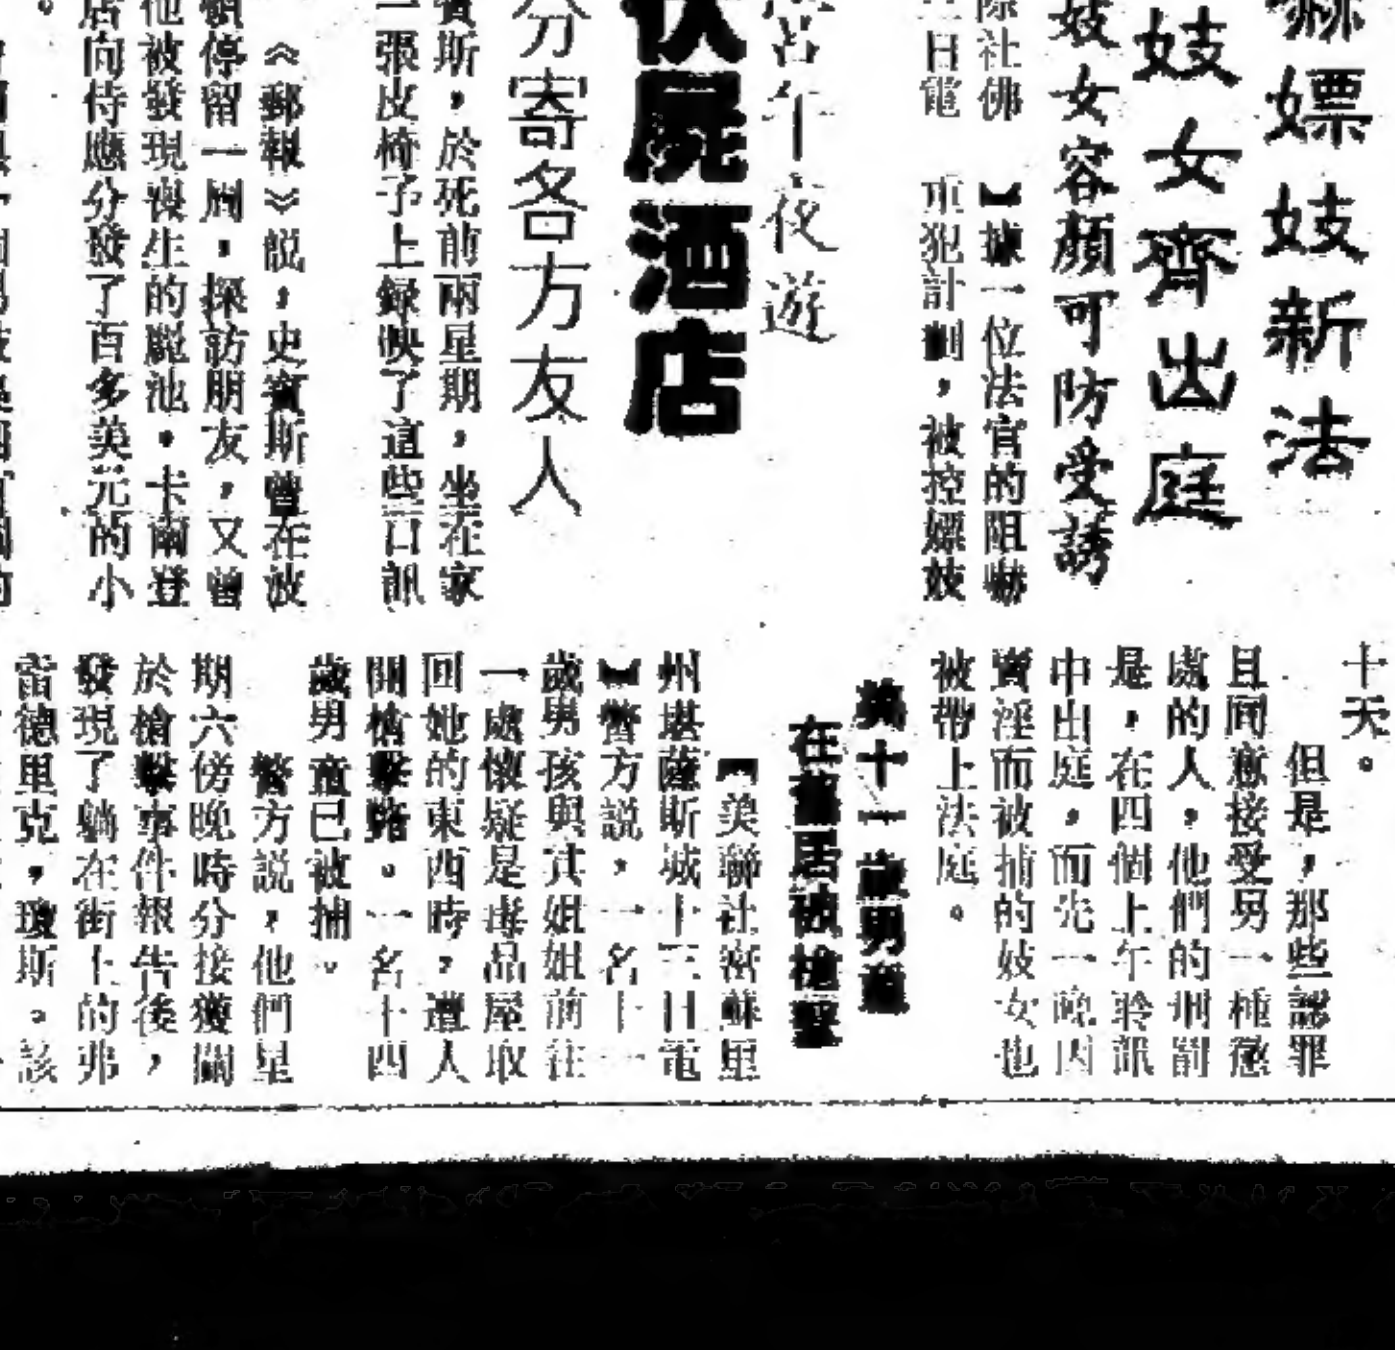 嚇嫖妓新法
妓女齊出庭
妓女容顏可防受誘
際社佛
日電
【據一位法官的阻嚇
重犯計劃，被控嫖妓
十天。
但是，那些認罪
且同意接受另一種懲
處的人，他們的刑罰
是，在四個上午聆訊
中出庭，而先一晚因
賣淫而被捕的妓女也
被帶上法庭。
午夜遊
伏屍酒店
分寄各方友人
賓斯，於死前兩星期，坐在家
一張皮椅子上錄映了這些口訊
《郵報》説，史賓斯曾在波
頓停留一周，探訪朋友，又曾
他被發現喪生的麗池·卡爾登
店向侍應分發了百多美元的小
十一歲男童
在舊居被槍擊
【美聯社密蘇里
州堪薩斯城十三日電
】警方説，一名十一
歲男孩與其姐姐前往
一處懷疑是毒品屋取
回她的東西時，遭人
開槍擊斃。一名十四
歲男童已被捕。
警方説，他們星
期六傍晚時分接獲關
於槍擊事件報告後，
發現了躺在街上的弗
雷德里克，瓊斯。該